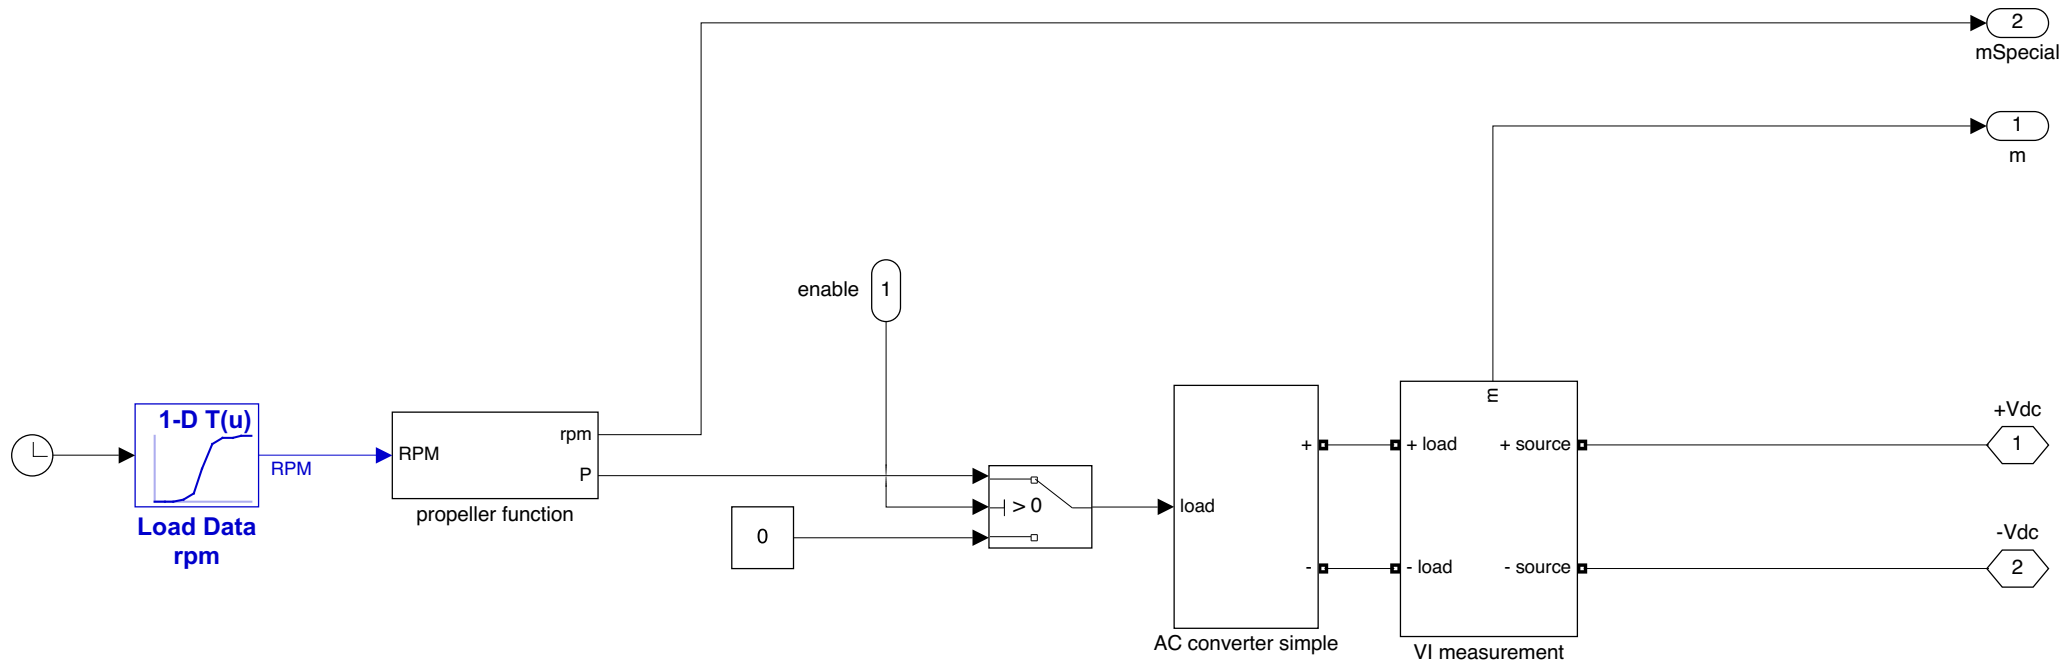 2
mSpecial
1
m
enable
1
1-D T(u)
RPM
Load Data
rpm
RPM
rpm
P
propeller function
0
> 0
load
+
-
AC converter simple
m
+ load
+ source
- load
- source
VI measurement
+Vdc
1
-Vdc
2